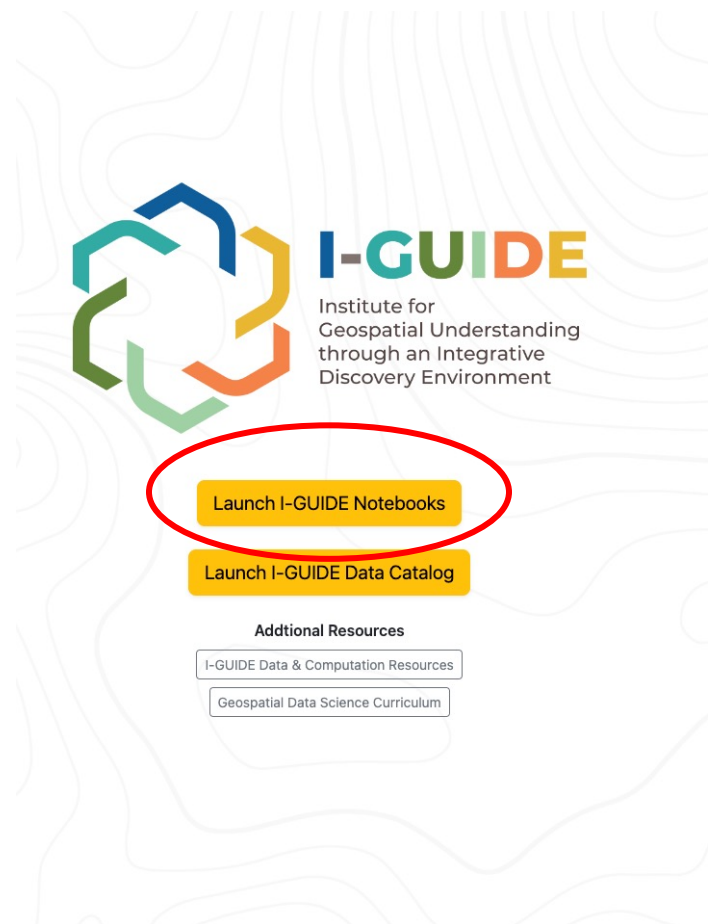 I-GUIDE
Institute for
Geospatial Understanding
through an Integrative
Discovery Environment
Launch I-GUIDE Notebooks
Launch I-GUIDE Data Catalog
Addtional Resources
I-GUIDE Data & Computation Resources
Geospatial Data Science Curriculum